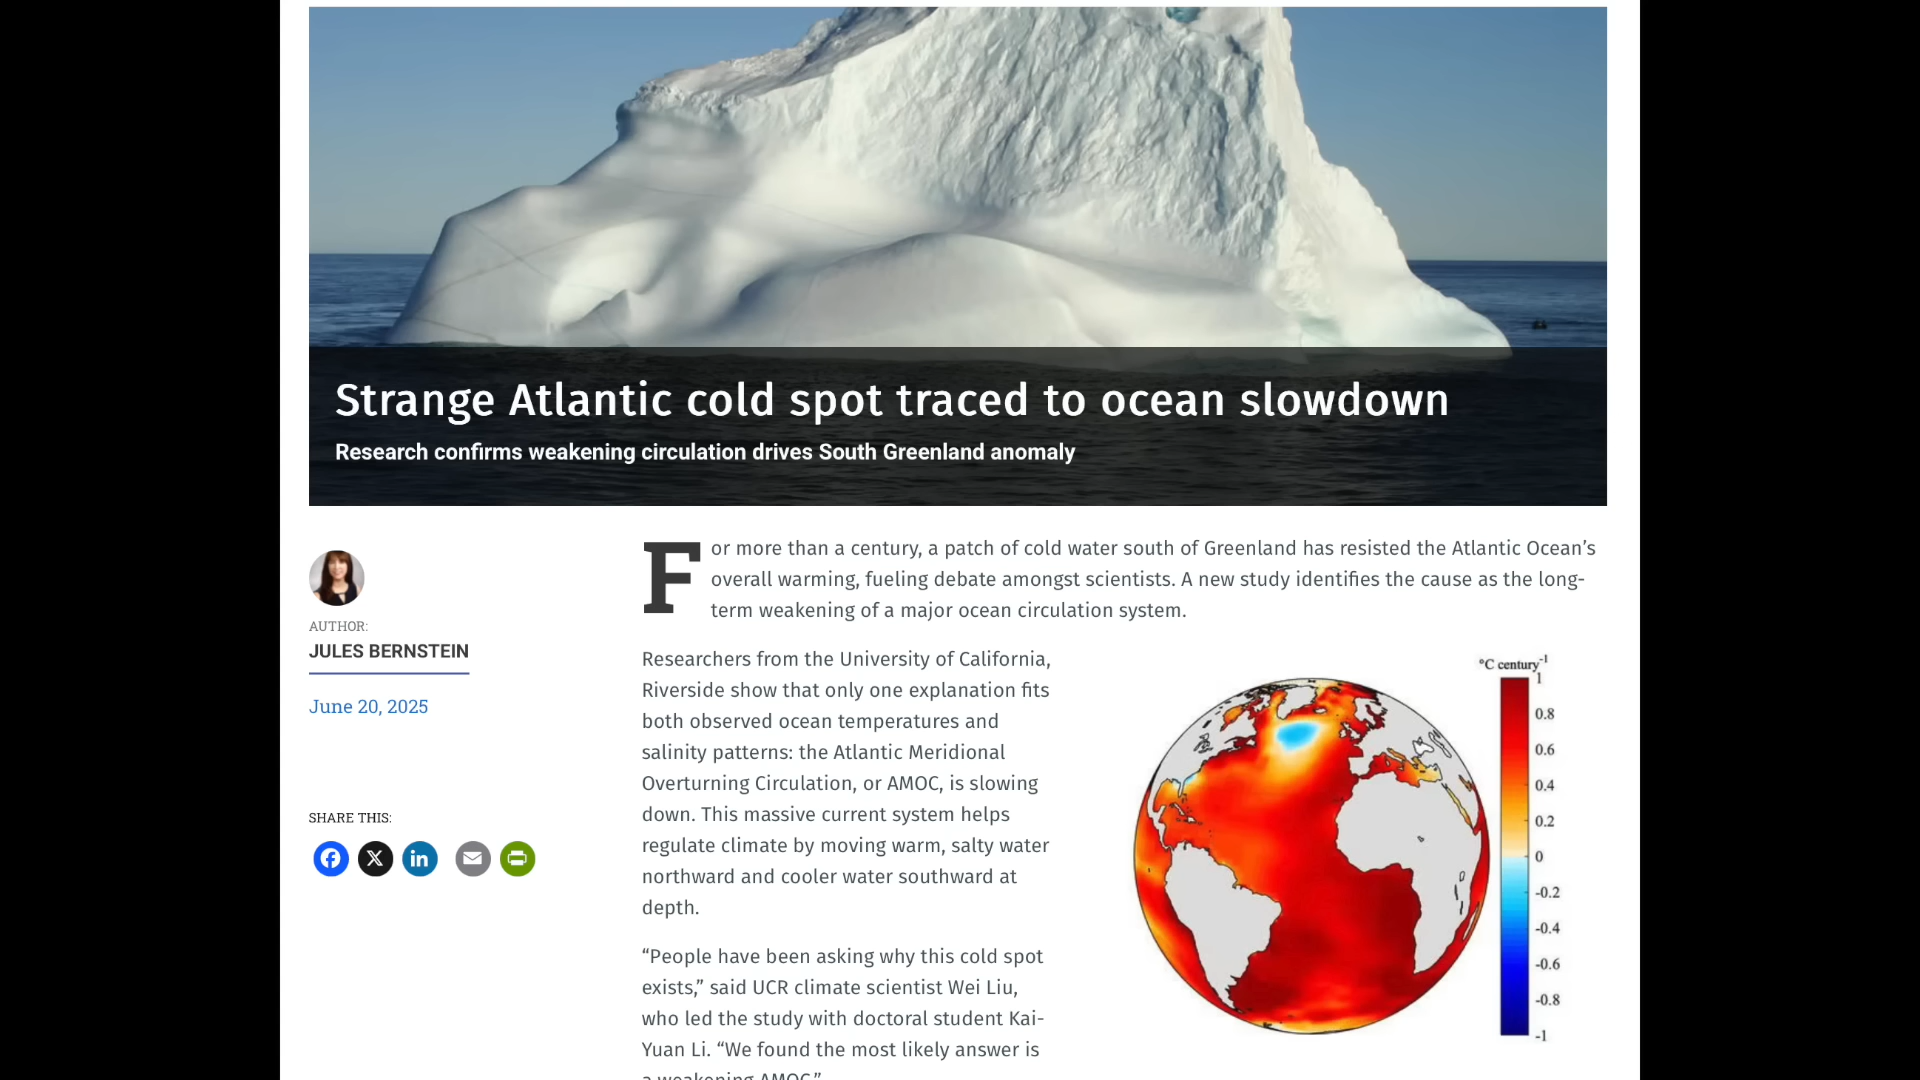 Strange Atlantic cold spot traced to ocean slowdown
Research confirms weakening circulation drives South Greenland anomaly
AUTHOR:
JULES BERNSTEIN
June 20, 2025
SHARE THIS:
For more than a century, a patch of cold water south of Greenland has resisted the Atlantic Ocean’s
overall warming, fueling debate amongst scientists. A new study identifies the cause as the long-
term weakening of a major ocean circulation system.
Researchers from the University of California,
Riverside show that only one explanation fits
both observed ocean temperatures and
salinity patterns: the Atlantic Meridional
Overturning Circulation, or AMOC, is slowing
down. This massive current system helps
regulate climate by moving warm, salty water
northward and cooler water southward at
depth.
“People have been asking why this cold spot
exists,” said UCR climate scientist Wei Liu,
who led the study with doctoral student Kai-
Yuan Li. “We found the most likely answer is
a weakening AMOC.”
°C century-1
1
0.8
0.6
0.4
0.2
0
-0.2
-0.4
-0.6
-0.8
-1